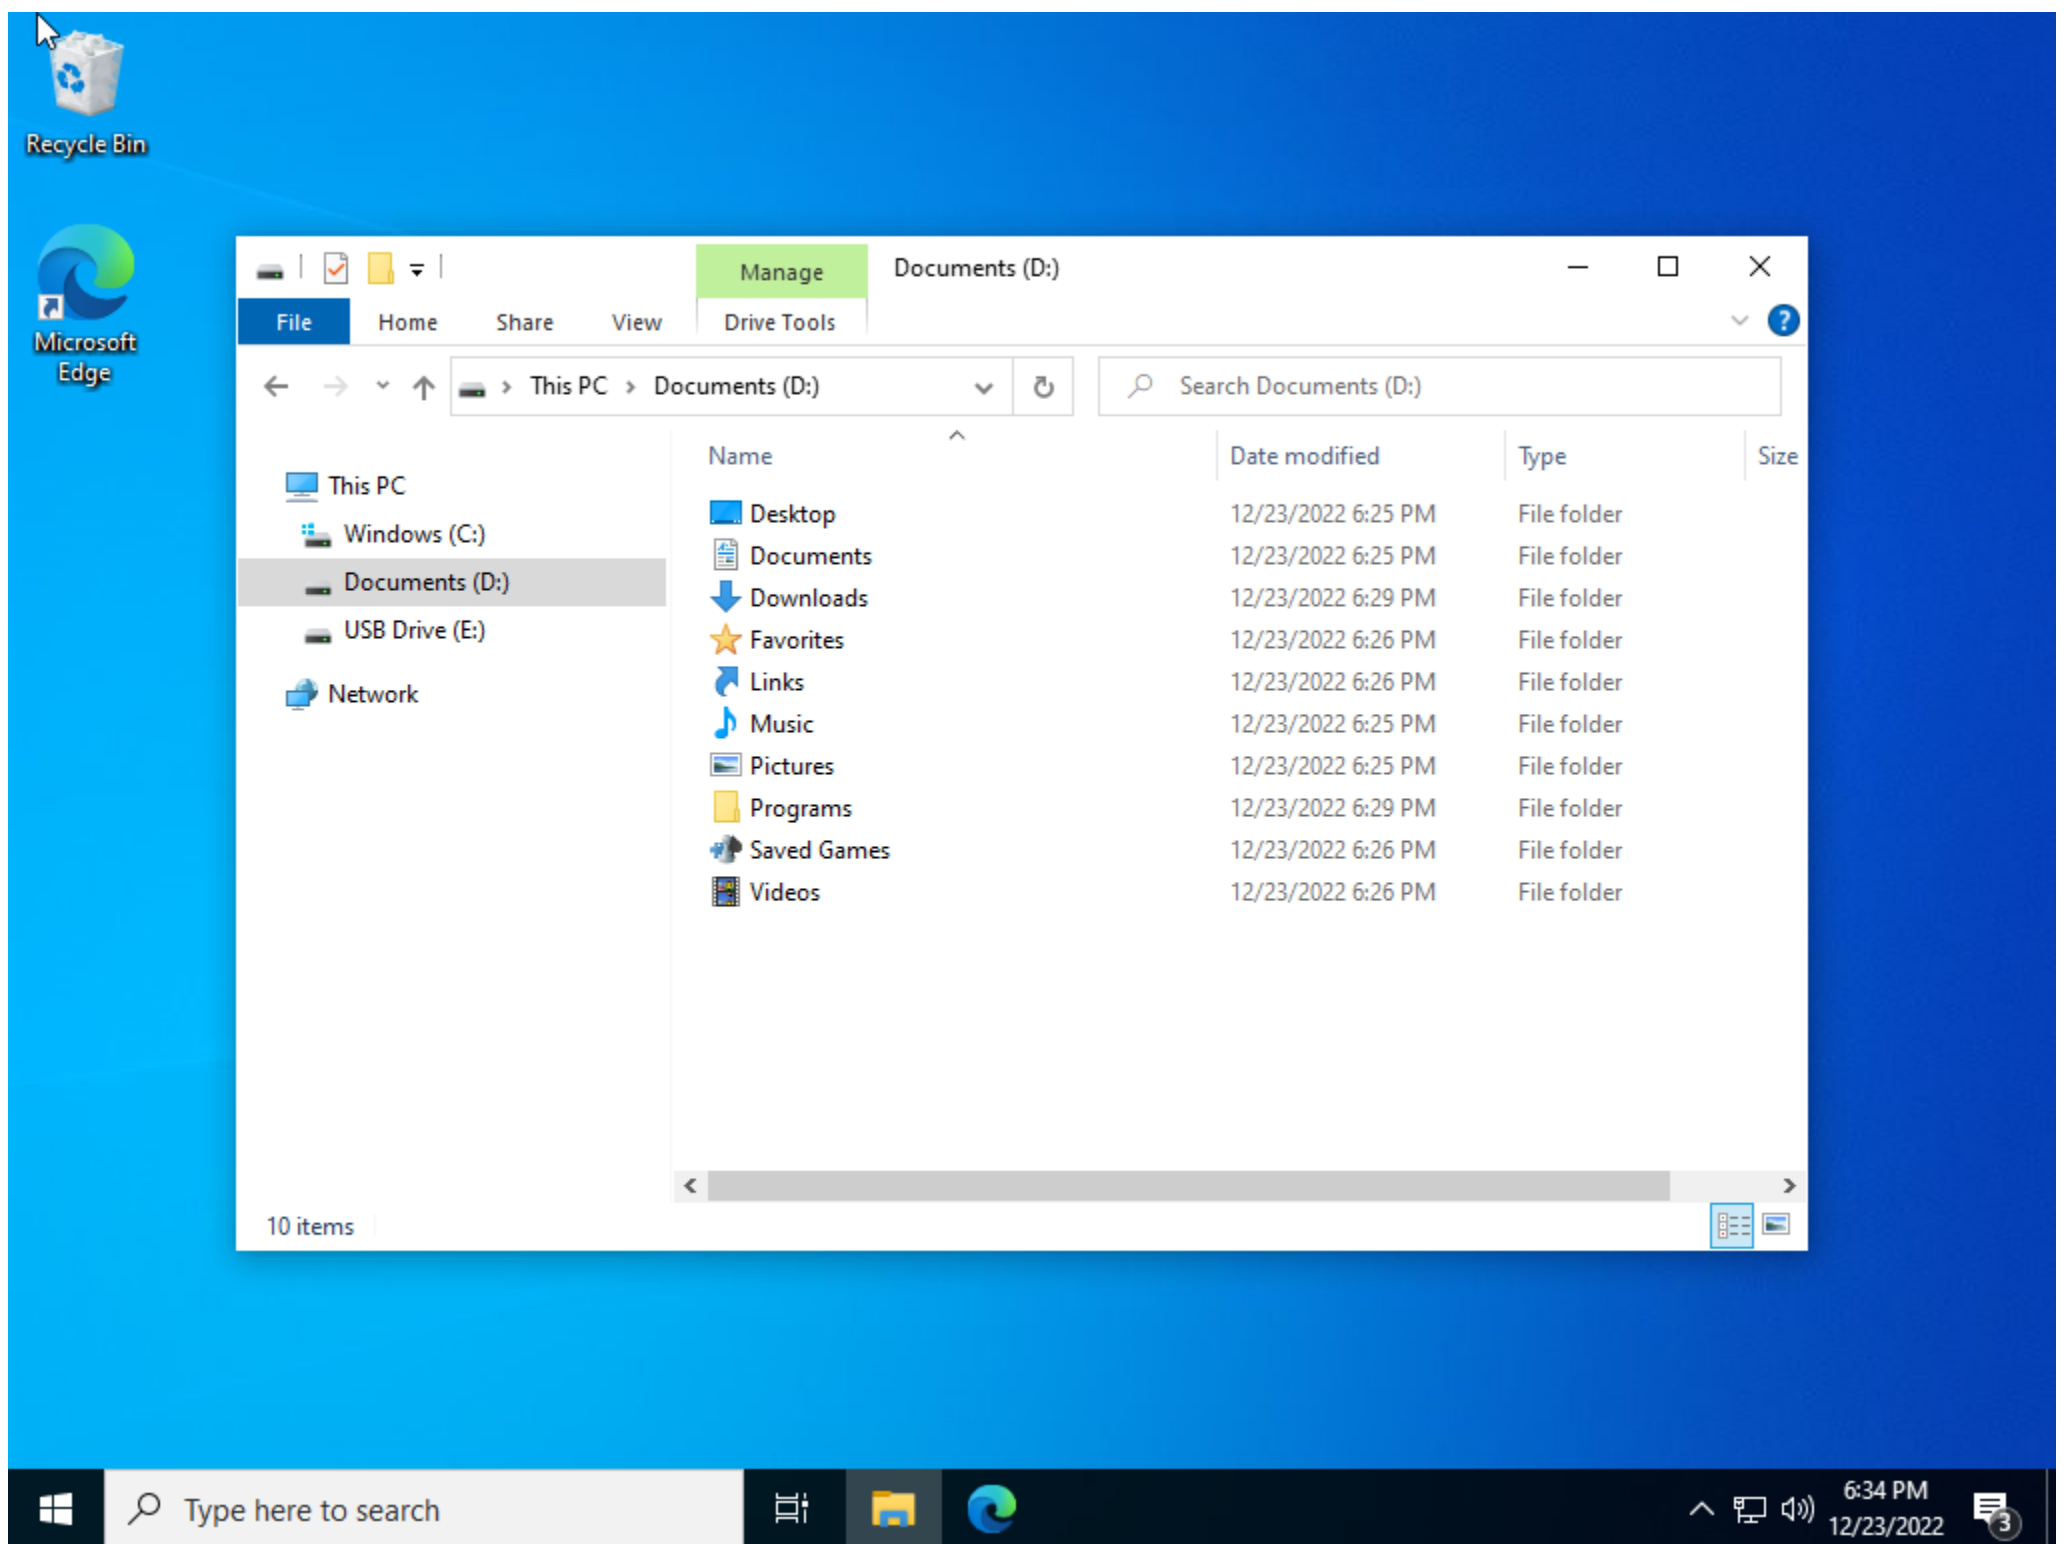 Recycle Bin
Microsoft
Edge
Manage
Documents (D:)
File
Home
Share
View
Drive Tools
?
This PC
Documents (D:)
Search Documents (D:)
This PC
Windows (C:)
Documents (D:)
USB Drive (E:)
Network
Name Date modified Type Size
Desktop 12/23/2022 6:25 PM File folder
Documents 12/23/2022 6:25 PM File folder
Downloads 12/23/2022 6:29 PM File folder
Favorites 12/23/2022 6:26 PM File folder
Links 12/23/2022 6:26 PM File folder
Music 12/23/2022 6:25 PM File folder
Pictures 12/23/2022 6:25 PM File folder
Programs 12/23/2022 6:29 PM File folder
Saved Games 12/23/2022 6:26 PM File folder
Videos 12/23/2022 6:26 PM File folder
10 items
Type here to search
6:34 PM
12/23/2022
3